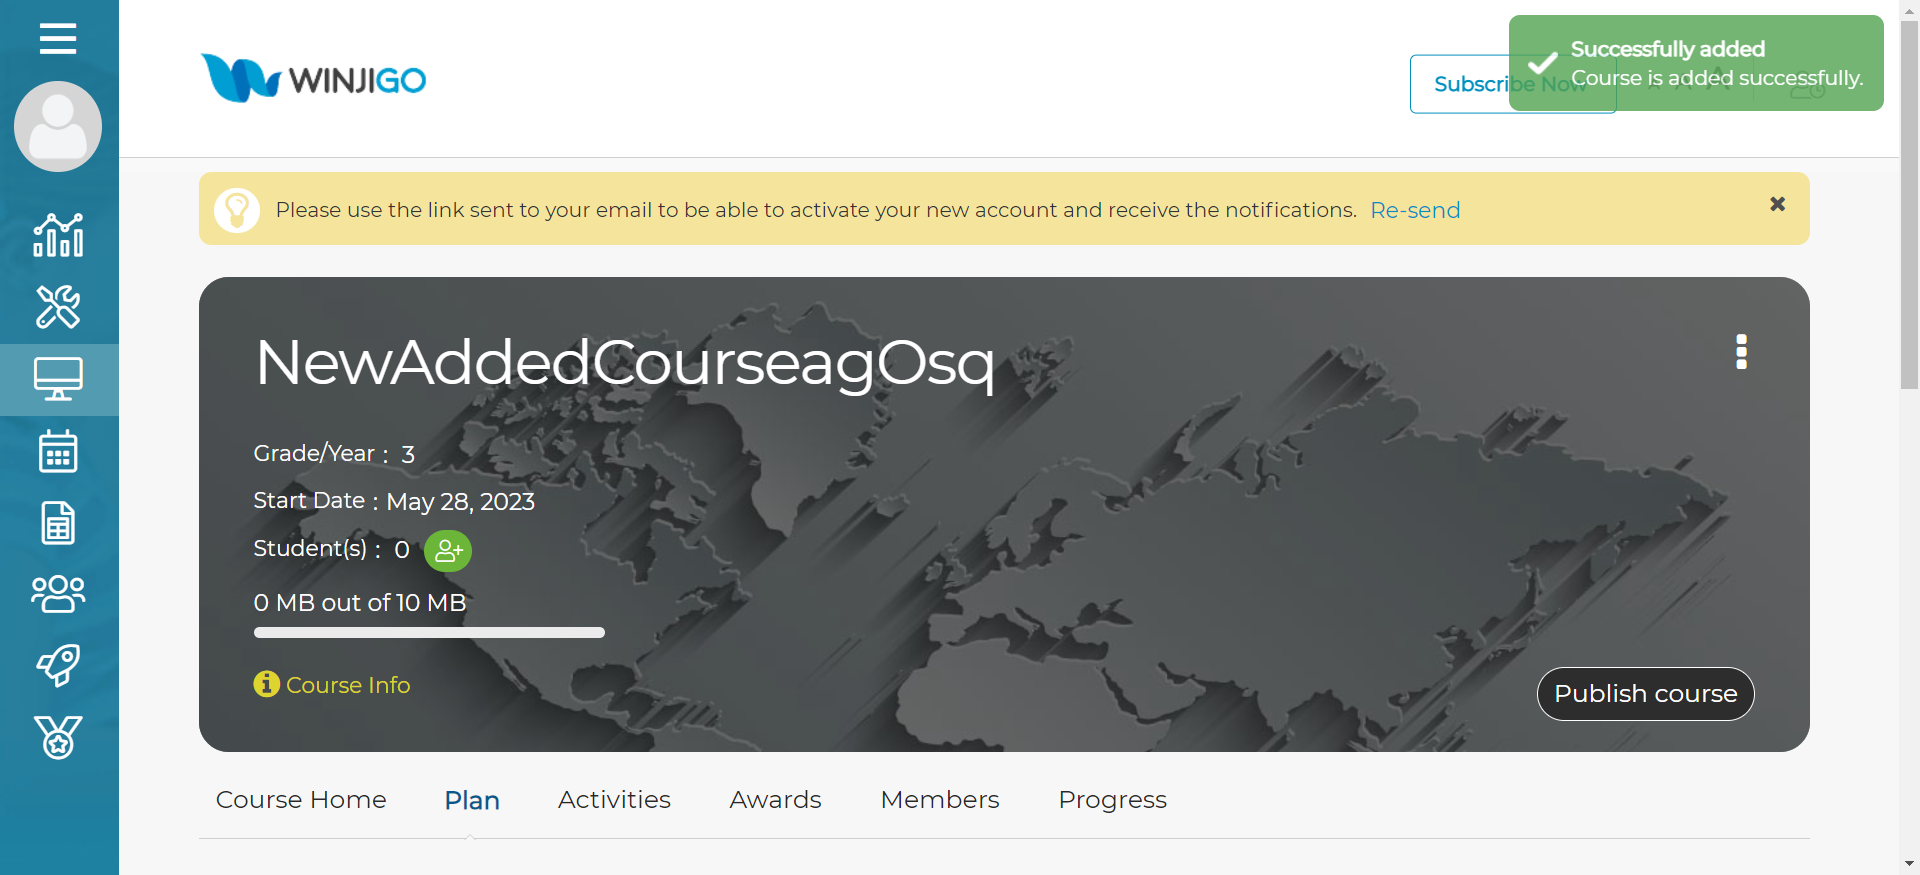 WINJIGO
Subscribe Now
Successfully added
Course is added successfully.
Please use the link sent to your email to be able to activate your new account and receive the notifications. Re-send
NewAddedCourseagOsq
Grade/Year : 3
Start Date : May 28, 2023
Student(s) : 0
0 MB out of 10 MB
Course Info
Publish course
Course Home Plan Activities Awards Members Progress